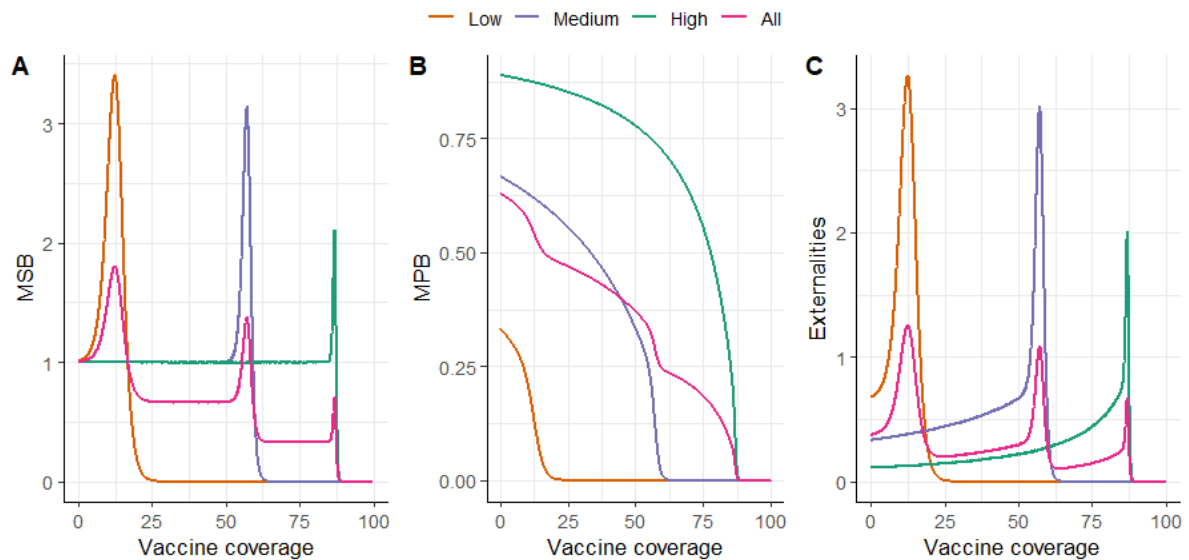 Low Medium High All
A
MSB
3
2
1
0
0 25 50 75 100
Vaccine coverage
B
MPB
0.75
0.50
0.25
0.00
0 25 50 75 100
Vaccine coverage
C
Externalities
3
2
1
0
0 25 50 75 100
Vaccine coverage